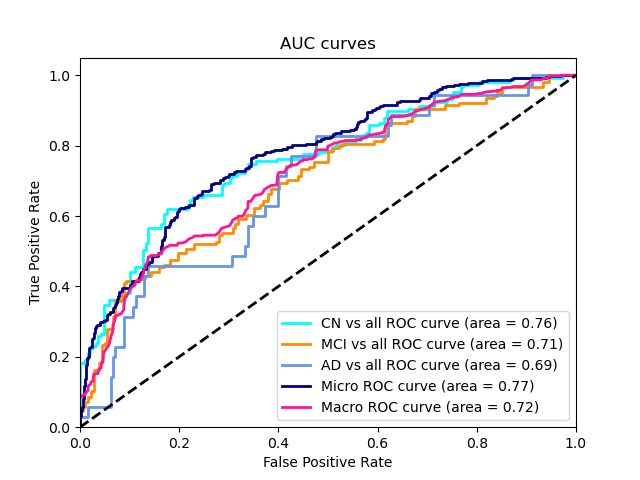 AUC curves
True Positive Rate
1.0
0.8
0.6
0.4
0.2
0.0
CN vs all ROC curve (area = 0.76)
MCI vs all ROC curve (area = 0.71)
AD vs all ROC curve (area = 0.69)
Micro ROC curve (area = 0.77)
Macro ROC curve (area = 0.72)
0.0 0.2 0.4 0.6 0.8 1.0
False Positive Rate